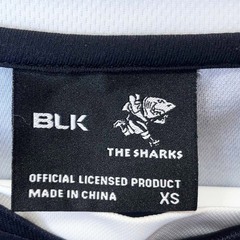 BLK
THE SHARKS
OFFICIAL LICENSED PRODUCT
MADE IN CHINA XS